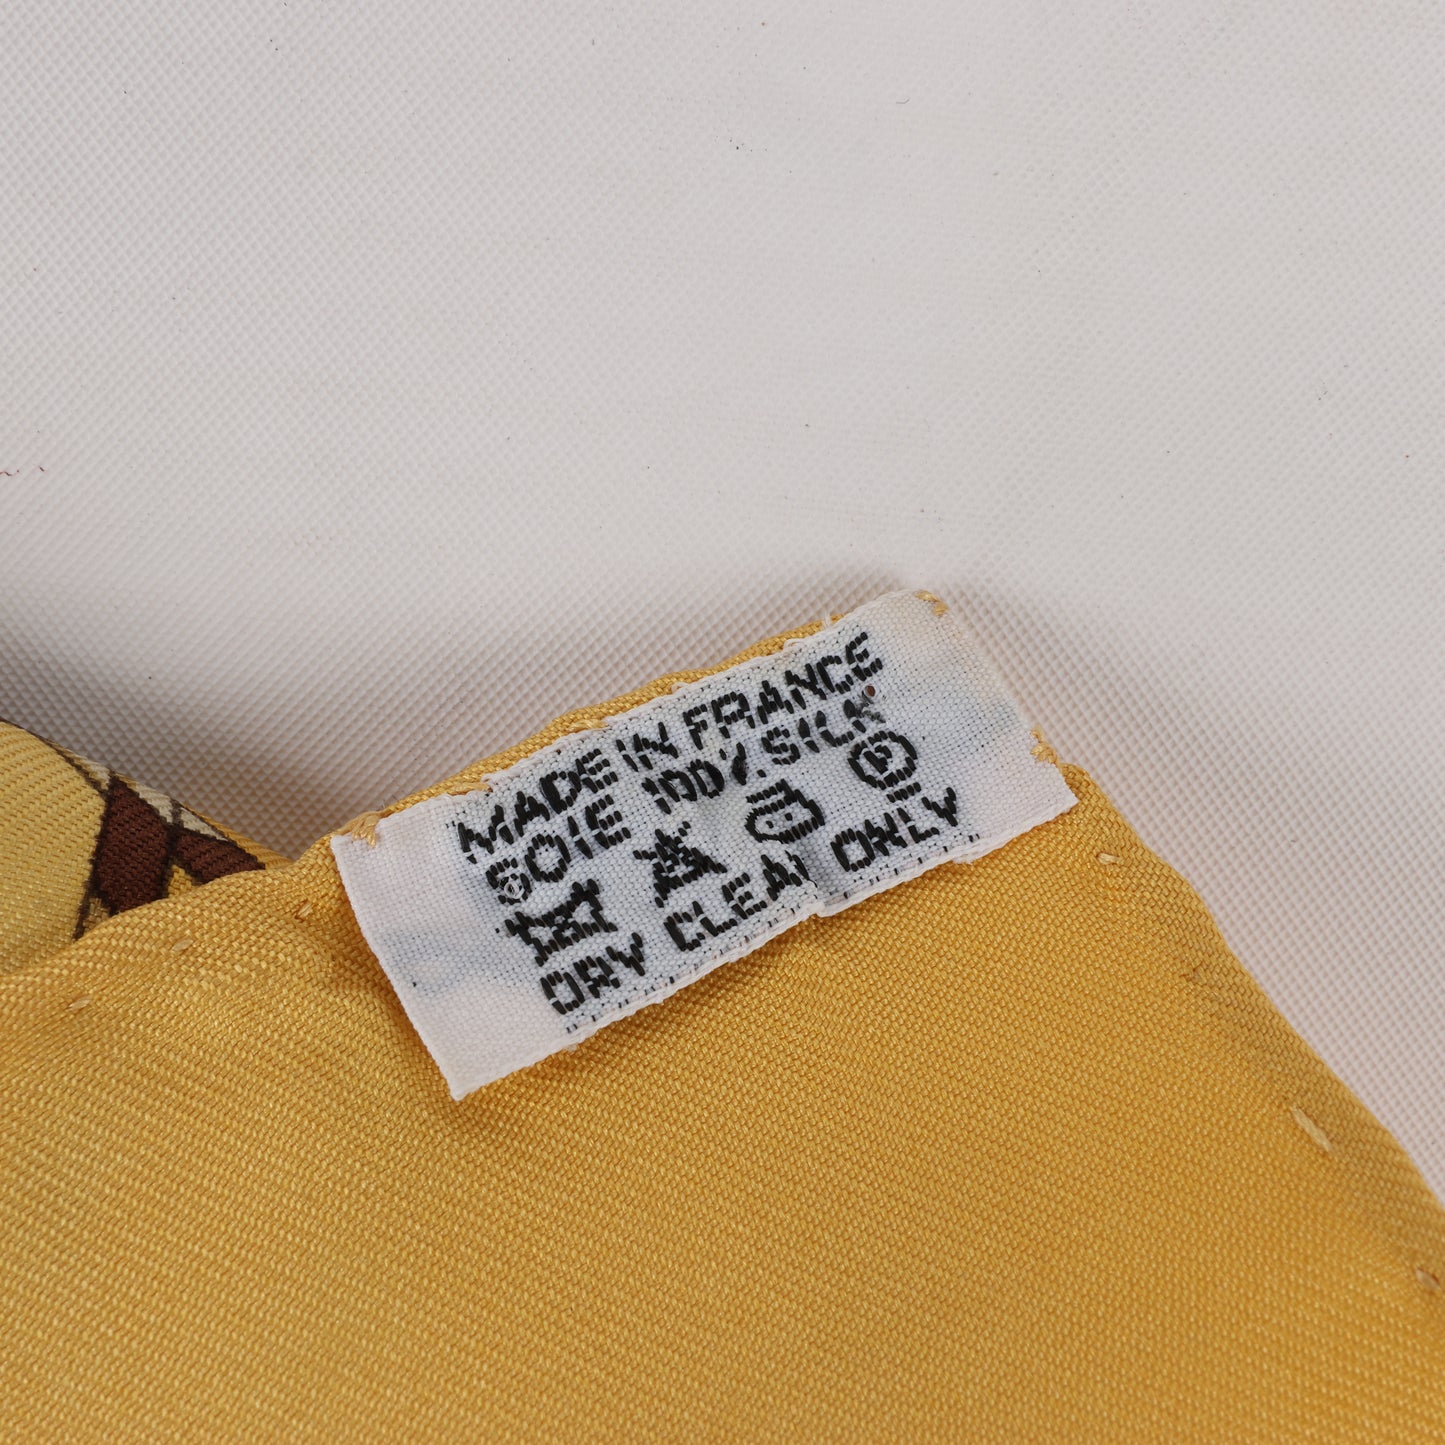 MADE IN FRANCE
SOIE 100%. SILK
P
DRY CLEAN ONLY